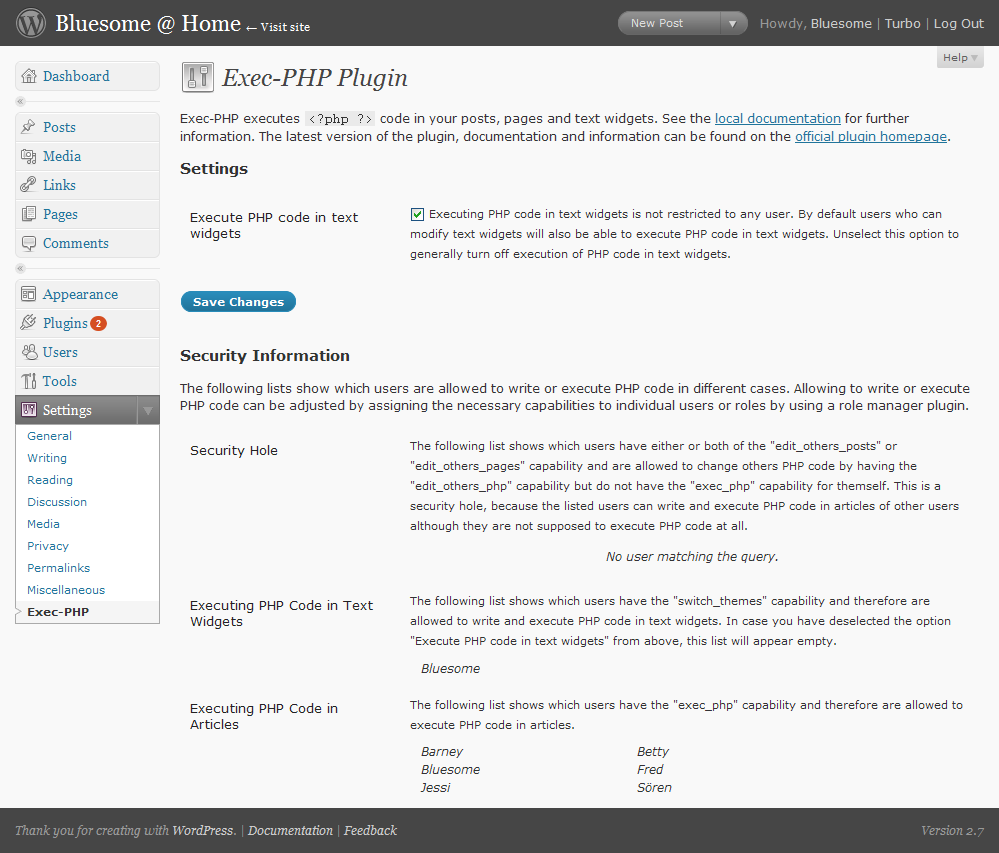 Bluesome @ Home ← Visit site
New Post
Howdy, Bluesome | Turbo | Log Out
Help
Dashboard
Posts
Media
Links
Pages
Comments
Appearance
Plugins 2
Users
Tools
Settings
General
Writing
Reading
Discussion
Media
Privacy
Permalinks
Miscellaneous
Exec-PHP
Exec-PHP Plugin
Exec-PHP executes <?php ?> code in your posts, pages and text widgets. See the local documentation for further
information. The latest version of the plugin, documentation and information can be found on the official plugin homepage.
Settings
Execute PHP code in text
widgets
Executing PHP code in text widgets is not restricted to any user. By default users who can
modify text widgets will also be able to execute PHP code in text widgets. Unselect this option to
generally turn off execution of PHP code in text widgets.
Save Changes
Security Information
The following lists show which users are allowed to write or execute PHP code in different cases. Allowing to write or execute
PHP code can be adjusted by assigning the necessary capabilities to individual users or roles by using a role manager plugin.
Security Hole
The following list shows which users have either or both of the "edit_others_posts" or
"edit_others_pages" capability and are allowed to change others PHP code by having the
"edit_others_php" capability but do not have the "exec_php" capability for themself. This is a
security hole, because the listed users can write and execute PHP code in articles of other users
although they are not supposed to execute PHP code at all.
No user matching the query.
Executing PHP Code in Text
Widgets
The following list shows which users have the "switch_themes" capability and therefore are
allowed to write and execute PHP code in text widgets. In case you have deselected the option
"Execute PHP code in text widgets" from above, this list will appear empty.
Bluesome
Executing PHP Code in
Articles
The following list shows which users have the "exec_php" capability and therefore are allowed to
execute PHP code in articles.
Barney Betty
Bluesome Fred
Jessi Sören
Thank you for creating with WordPress. | Documentation | Feedback
Version 2.7